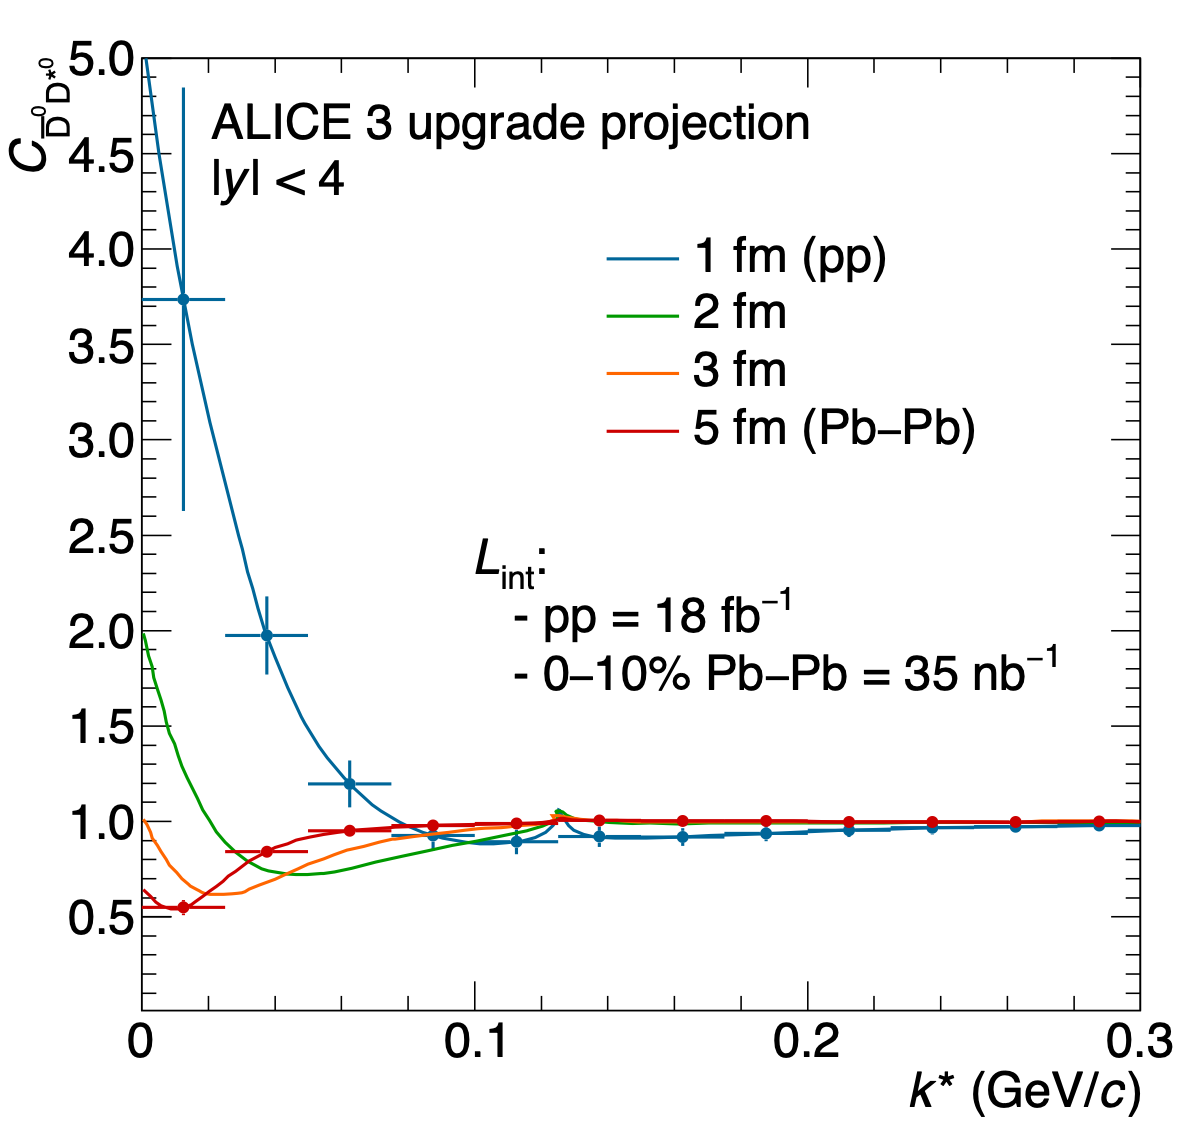 C D̅⁰D*⁰
5.0
4.5
4.0
3.5
3.0
2.5
2.0
1.5
1.0
0.5
ALICE 3 upgrade projection
|y| < 4
1 fm (pp)
2 fm
3 fm
5 fm (Pb–Pb)
L_int:
- pp = 18 fb⁻¹
- 0–10% Pb–Pb = 35 nb⁻¹
0 0.1 0.2 0.3
k* (GeV/c)